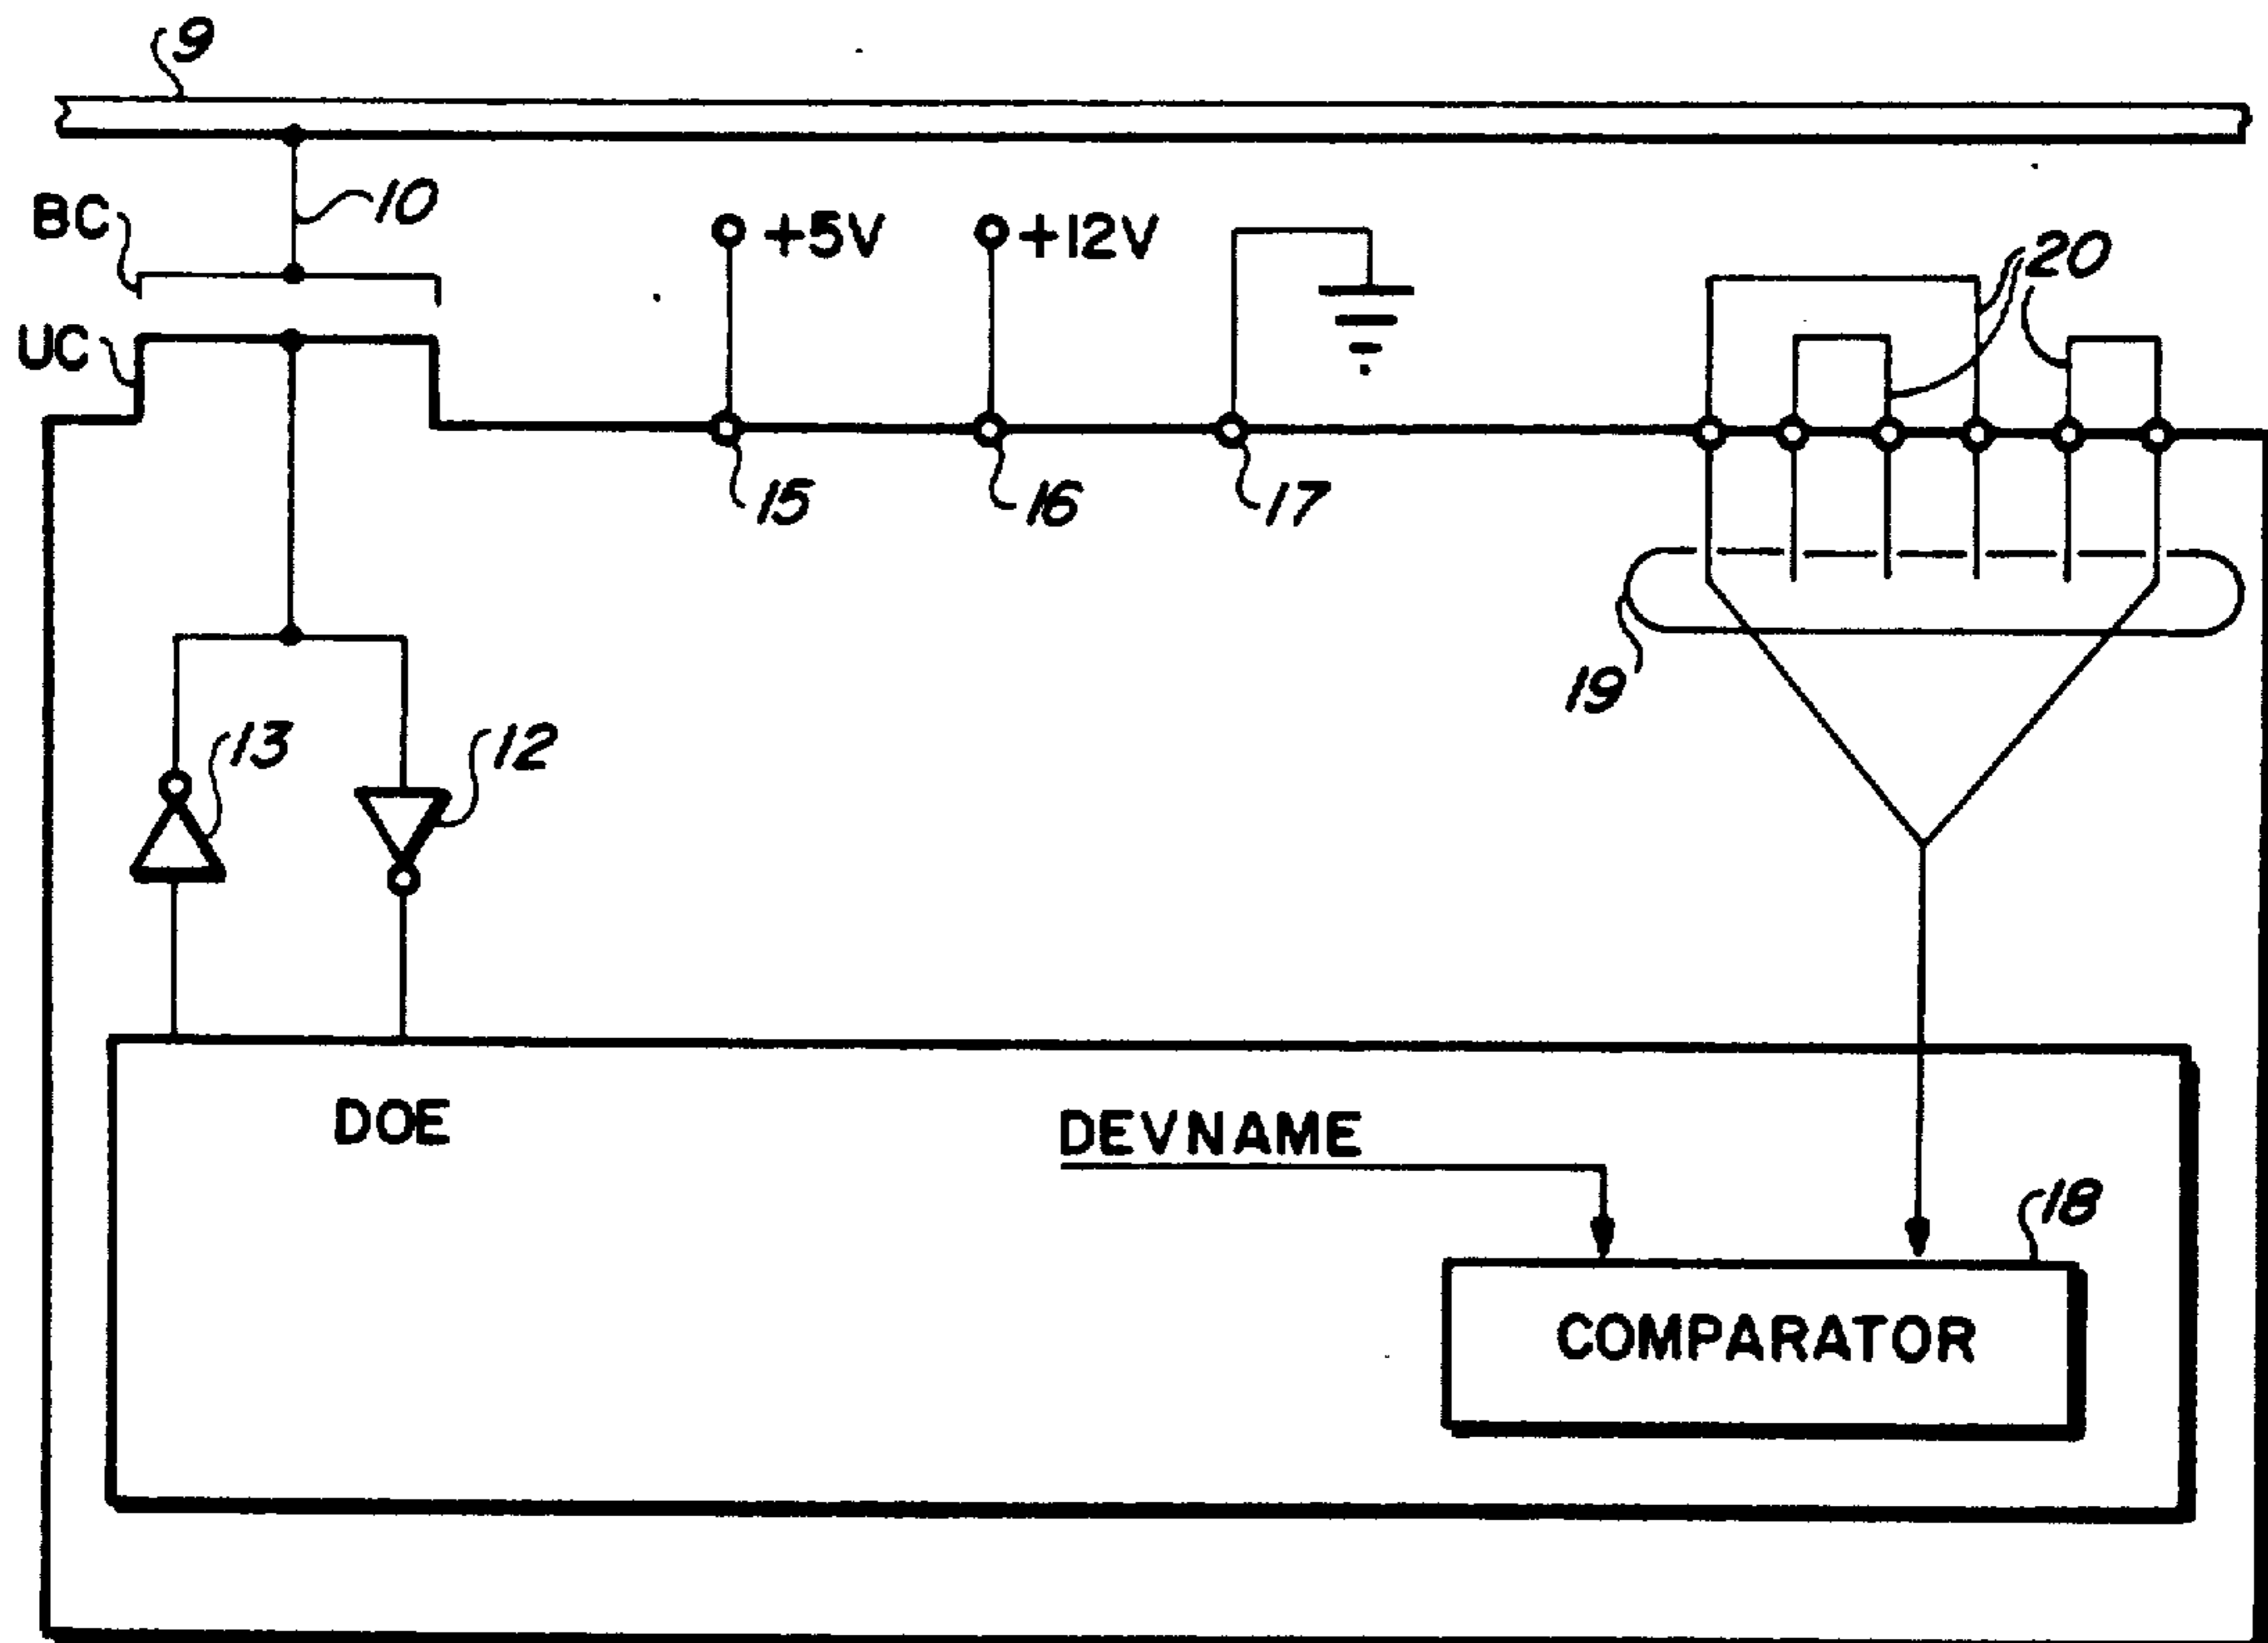 9
10
BC
+5V
+12V
20
UC
15
16
17
19
13
12
DOE
DEVNAME
18
COMPARATOR